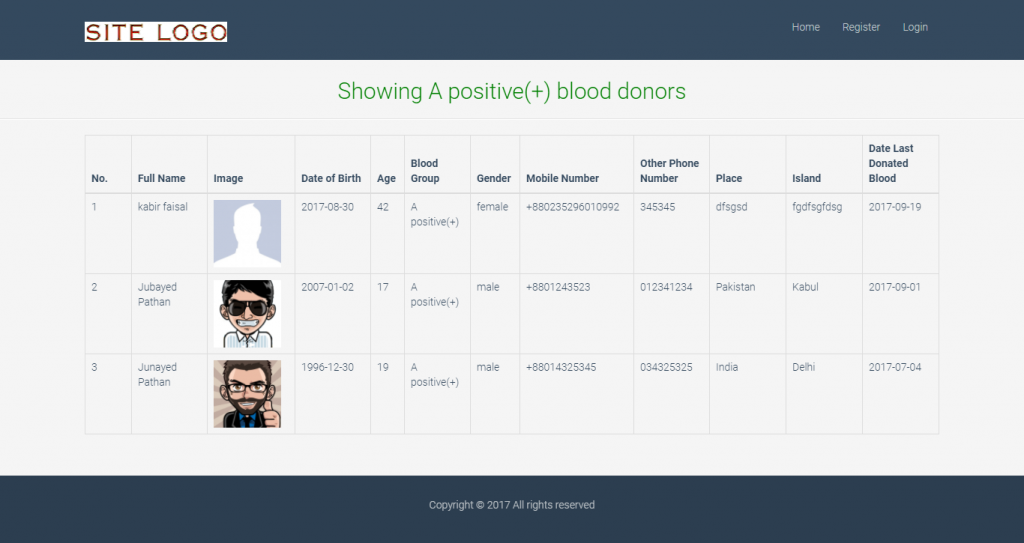 SITE LOGO
Home Register Login
Showing A positive(+) blood donors
No. Full Name Image Date of Birth Age Blood Group Gender Mobile Number Other Phone Number Place Island Date Last Donated Blood
1 kabir faisal 2017-08-30 42 A positive(+) female +880235296010992 345345 dfsgsd fgdfsgfdsg 2017-09-19
2 Jubayed Pathan 2007-01-02 17 A positive(+) male +8801243523 012341234 Pakistan Kabul 2017-09-01
3 Junayed Pathan 1996-12-30 19 A positive(+) male +88014325345 034325325 India Delhi 2017-07-04
Copyright © 2017 All rights reserved